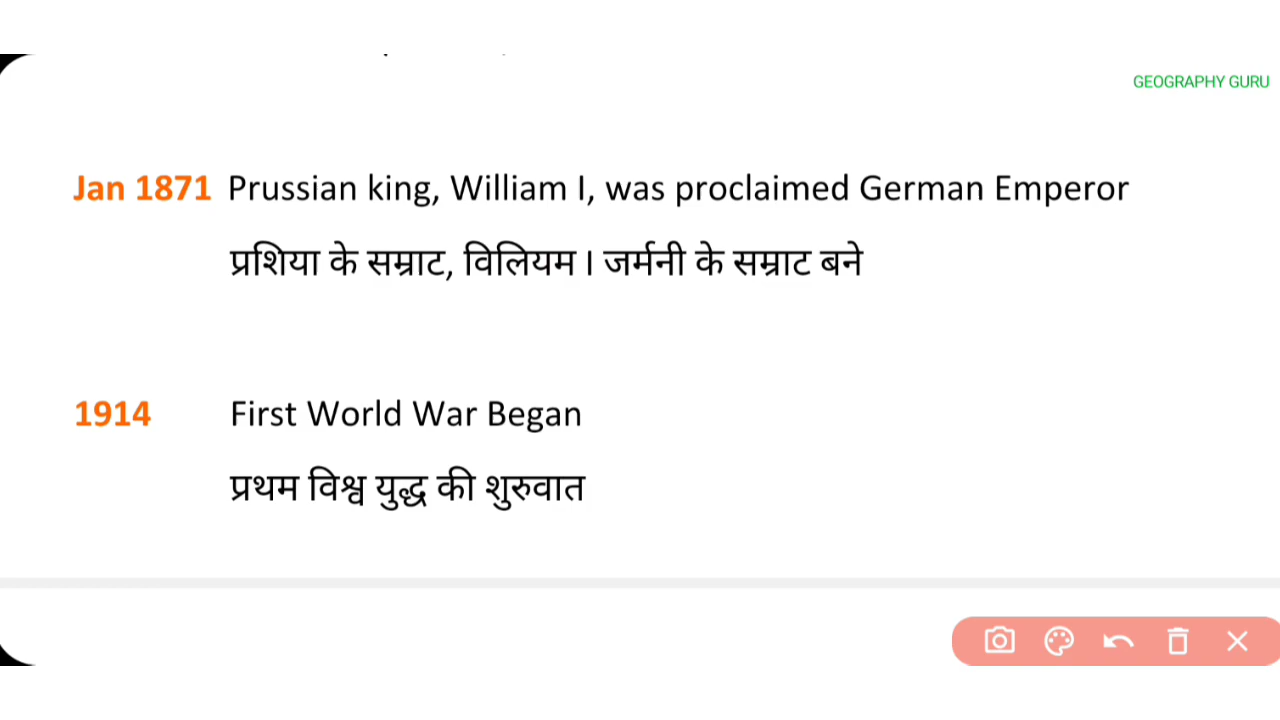 GEOGRAPHY GURU
Jan 1871 Prussian king, William I, was proclaimed German Emperor
प्रशिया के सम्राट, विलियम I जर्मनी के सम्राट बने
1914 First World War Began
प्रथम विश्व युद्ध की शुरुवात